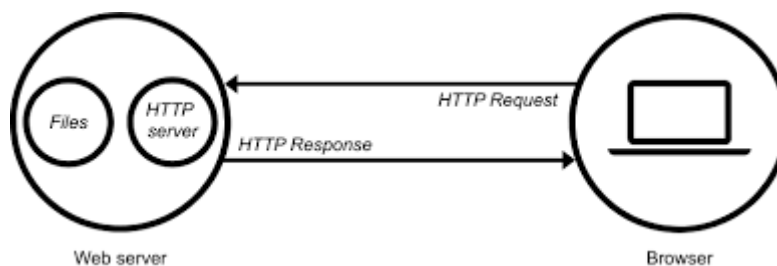 HTTP Request
Files
HTTP
server
HTTP Response
Web server
Browser